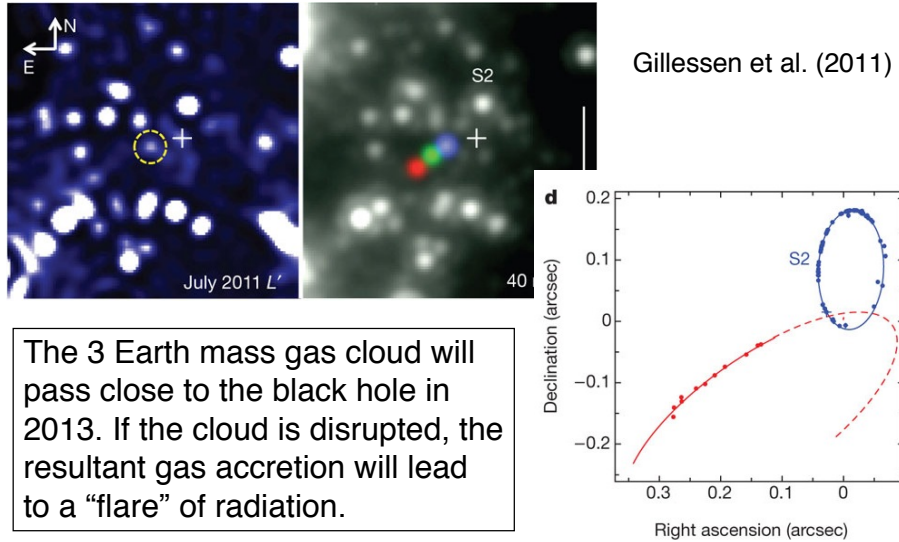 N
E
July 2011 L′
S2
Gillessen et al. (2011)
d
0.2
0.1
0
−0.1
−0.2
Declination (arcsec)
S2
0.3 0.2 0.1 0
Right ascension (arcsec)
The 3 Earth mass gas cloud will
pass close to the black hole in
2013. If the cloud is disrupted, the
resultant gas accretion will lead
to a “flare” of radiation.